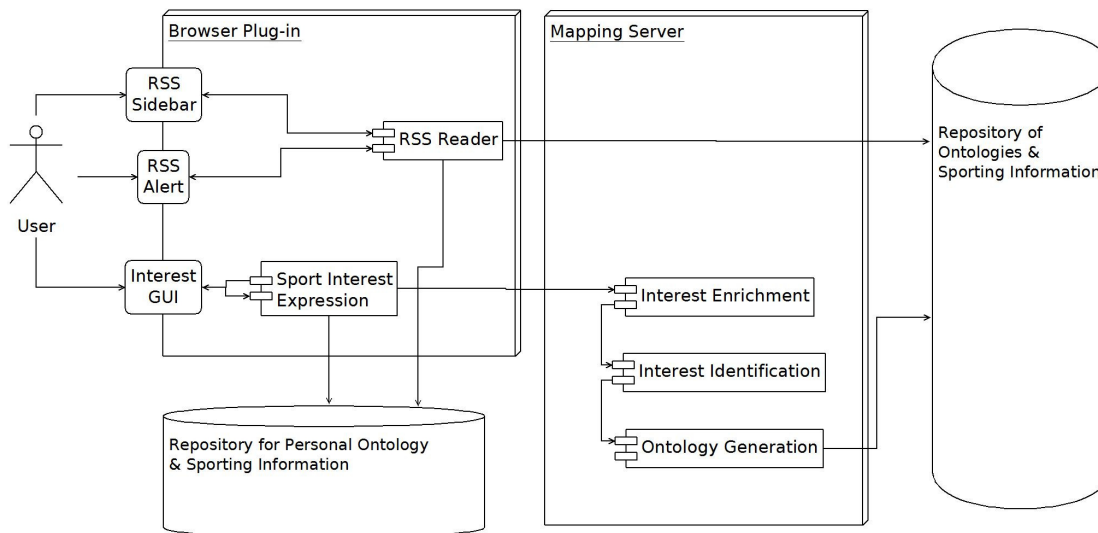 Browser Plug-in
Mapping Server
RSS
Sidebar
RSS Reader
Repository of
Ontologies &
Sporting Information
RSS
Alert
User
Interest
GUI
Sport Interest
Expression
Interest Enrichment
Interest Identification
Ontology Generation
Repository for Personal Ontology
& Sporting Information